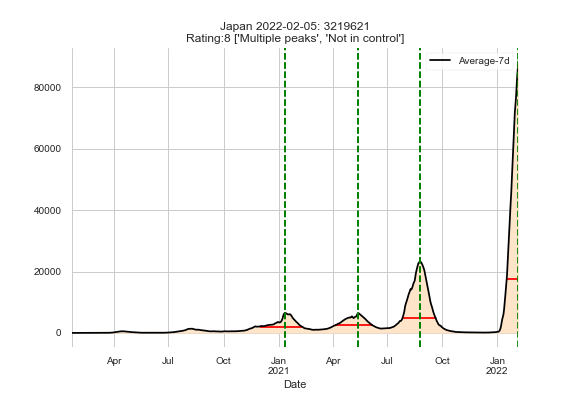 Japan 2022-02-05: 3219621
Rating:8 ['Multiple peaks', 'Not in control']
Average-7d
80000
60000
40000
20000
0
Apr
Jul
Oct
Jan
2021
Apr
Jul
Oct
Jan
2022
Date